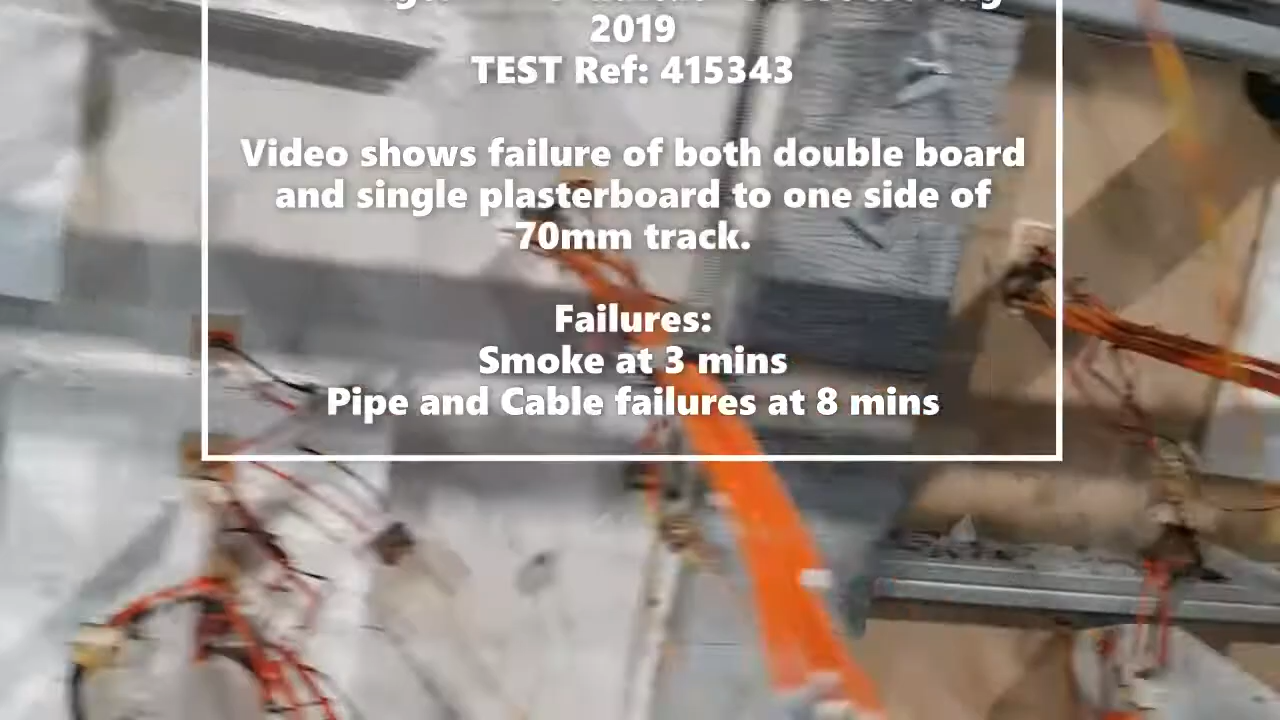 2019
TEST Ref: 415343
Video shows failure of both double board
and single plasterboard to one side of
70mm track.
Failures:
Smoke at 3 mins
Pipe and Cable failures at 8 mins